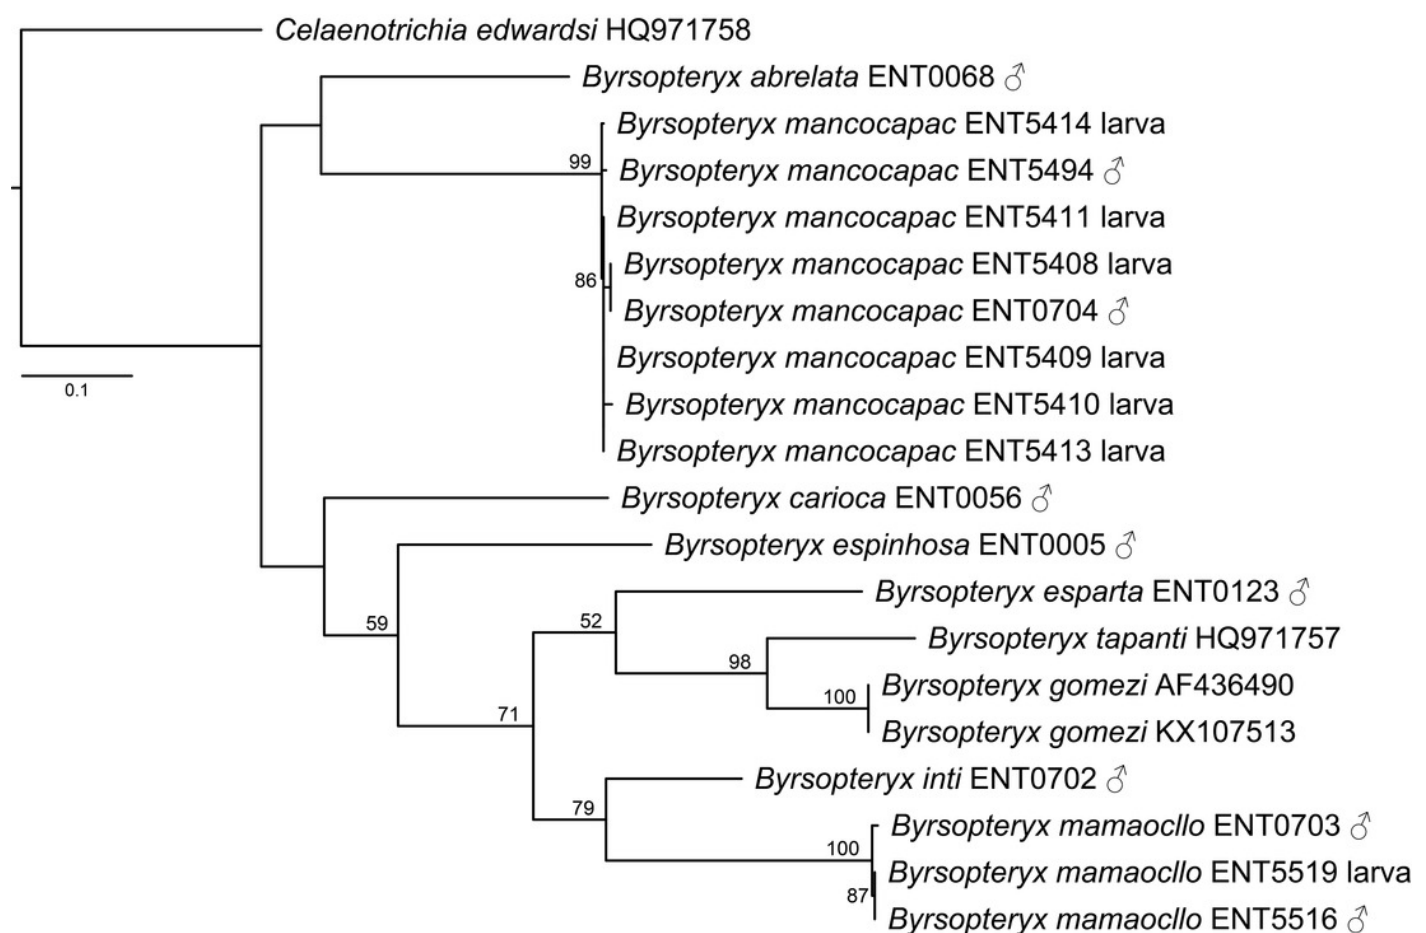 Celaenotrichia edwardsi HQ971758
Byrsopteryx abrelata ENT0068 ♂
Byrsopteryx mancocapac ENT5414 larva
99
Byrsopteryx mancocapac ENT5494 ♂
Byrsopteryx mancocapac ENT5411 larva
Byrsopteryx mancocapac ENT5408 larva
86
Byrsopteryx mancocapac ENT0704 ♂
Byrsopteryx mancocapac ENT5409 larva
0.1
Byrsopteryx mancocapac ENT5410 larva
Byrsopteryx mancocapac ENT5413 larva
Byrsopteryx carioca ENT0056 ♂
Byrsopteryx espinhosa ENT0005 ♂
Byrsopteryx esparta ENT0123 ♂
59
52
Byrsopteryx tapanti HQ971757
98
Byrsopteryx gomezi AF436490
100
71
Byrsopteryx gomezi KX107513
Byrsopteryx inti ENT0702 ♂
79
Byrsopteryx mamaocllo ENT0703 ♂
100
Byrsopteryx mamaocllo ENT5519 larva
87
Byrsopteryx mamaocllo ENT5516 ♂